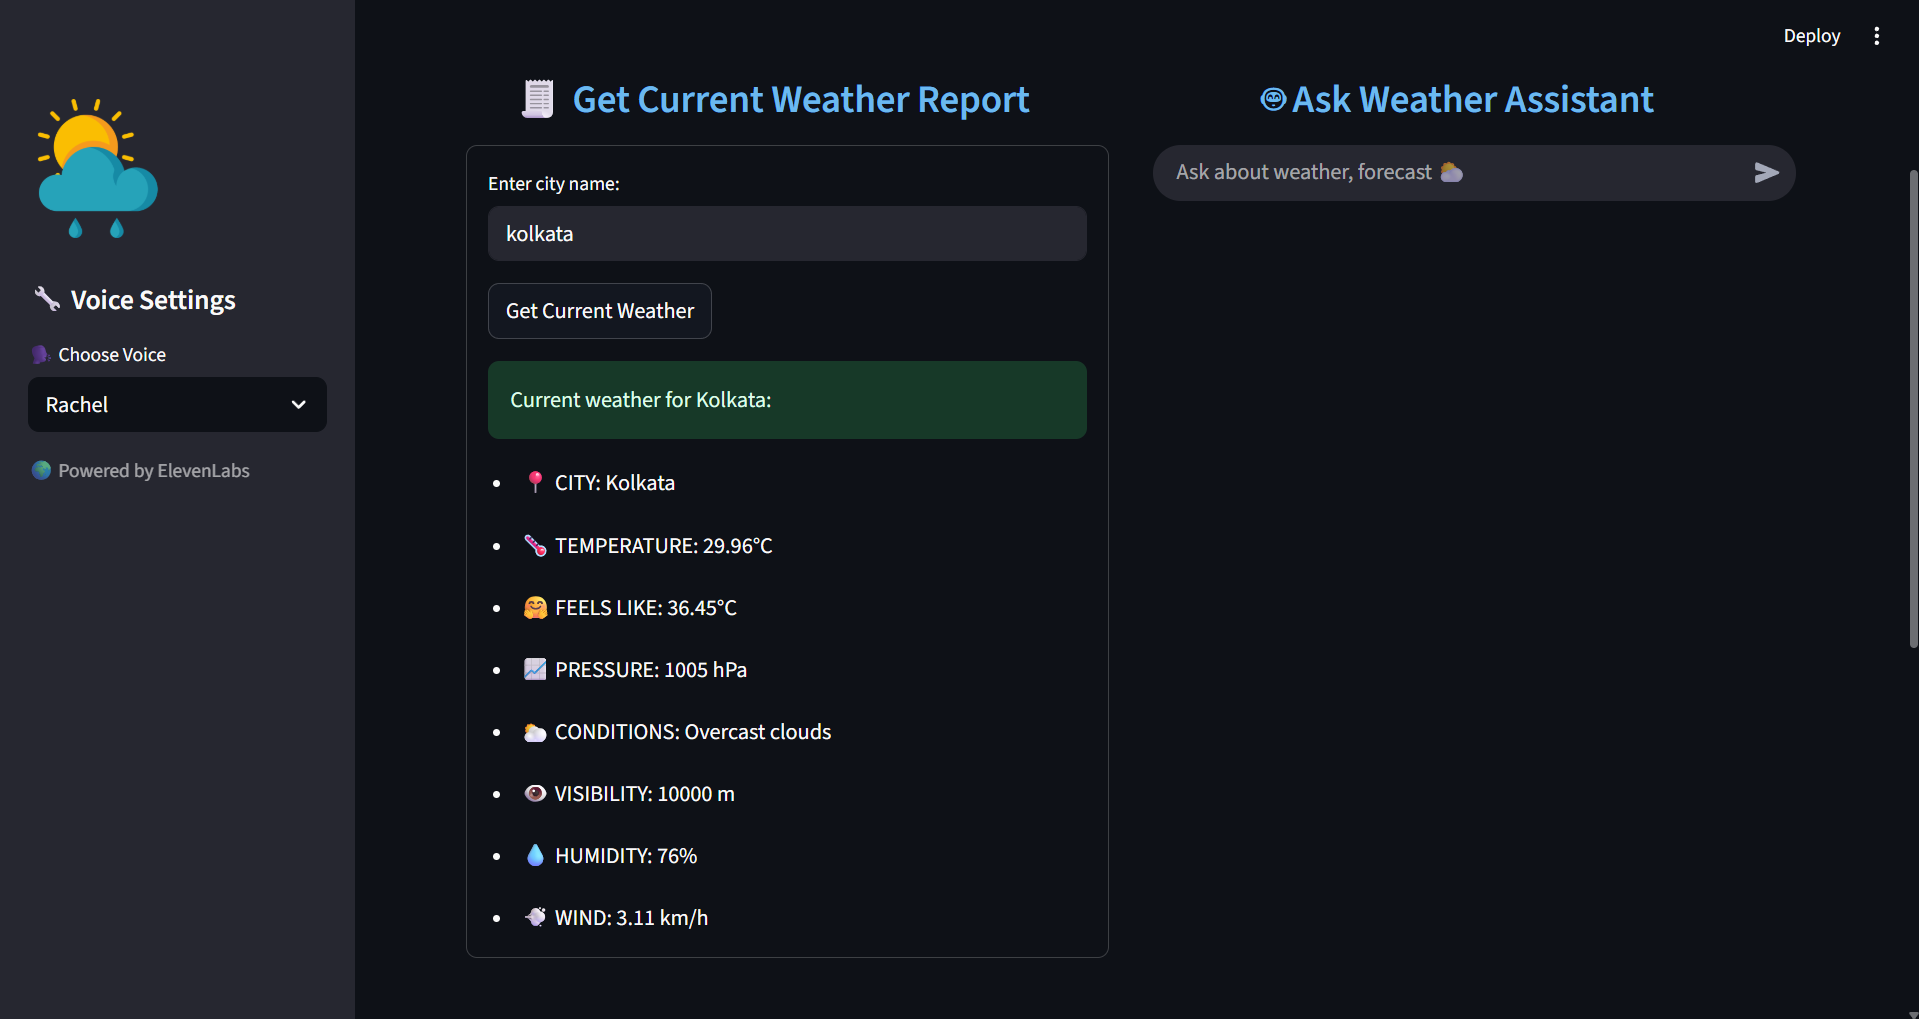 Deploy
🔧 Voice Settings
🗣️ Choose Voice
Rachel
🌍 Powered by ElevenLabs
🧾 Get Current Weather Report
Enter city name:
kolkata
Get Current Weather
Current weather for Kolkata:
• 📍 CITY: Kolkata
• 🌡️ TEMPERATURE: 29.96°C
• 🤗 FEELS LIKE: 36.45°C
• 📈 PRESSURE: 1005 hPa
• 🌥️ CONDITIONS: Overcast clouds
• 👁️ VISIBILITY: 10000 m
• 💧 HUMIDITY: 76%
• 🌬️ WIND: 3.11 km/h
Ask Weather Assistant
Ask about weather, forecast 🌥️